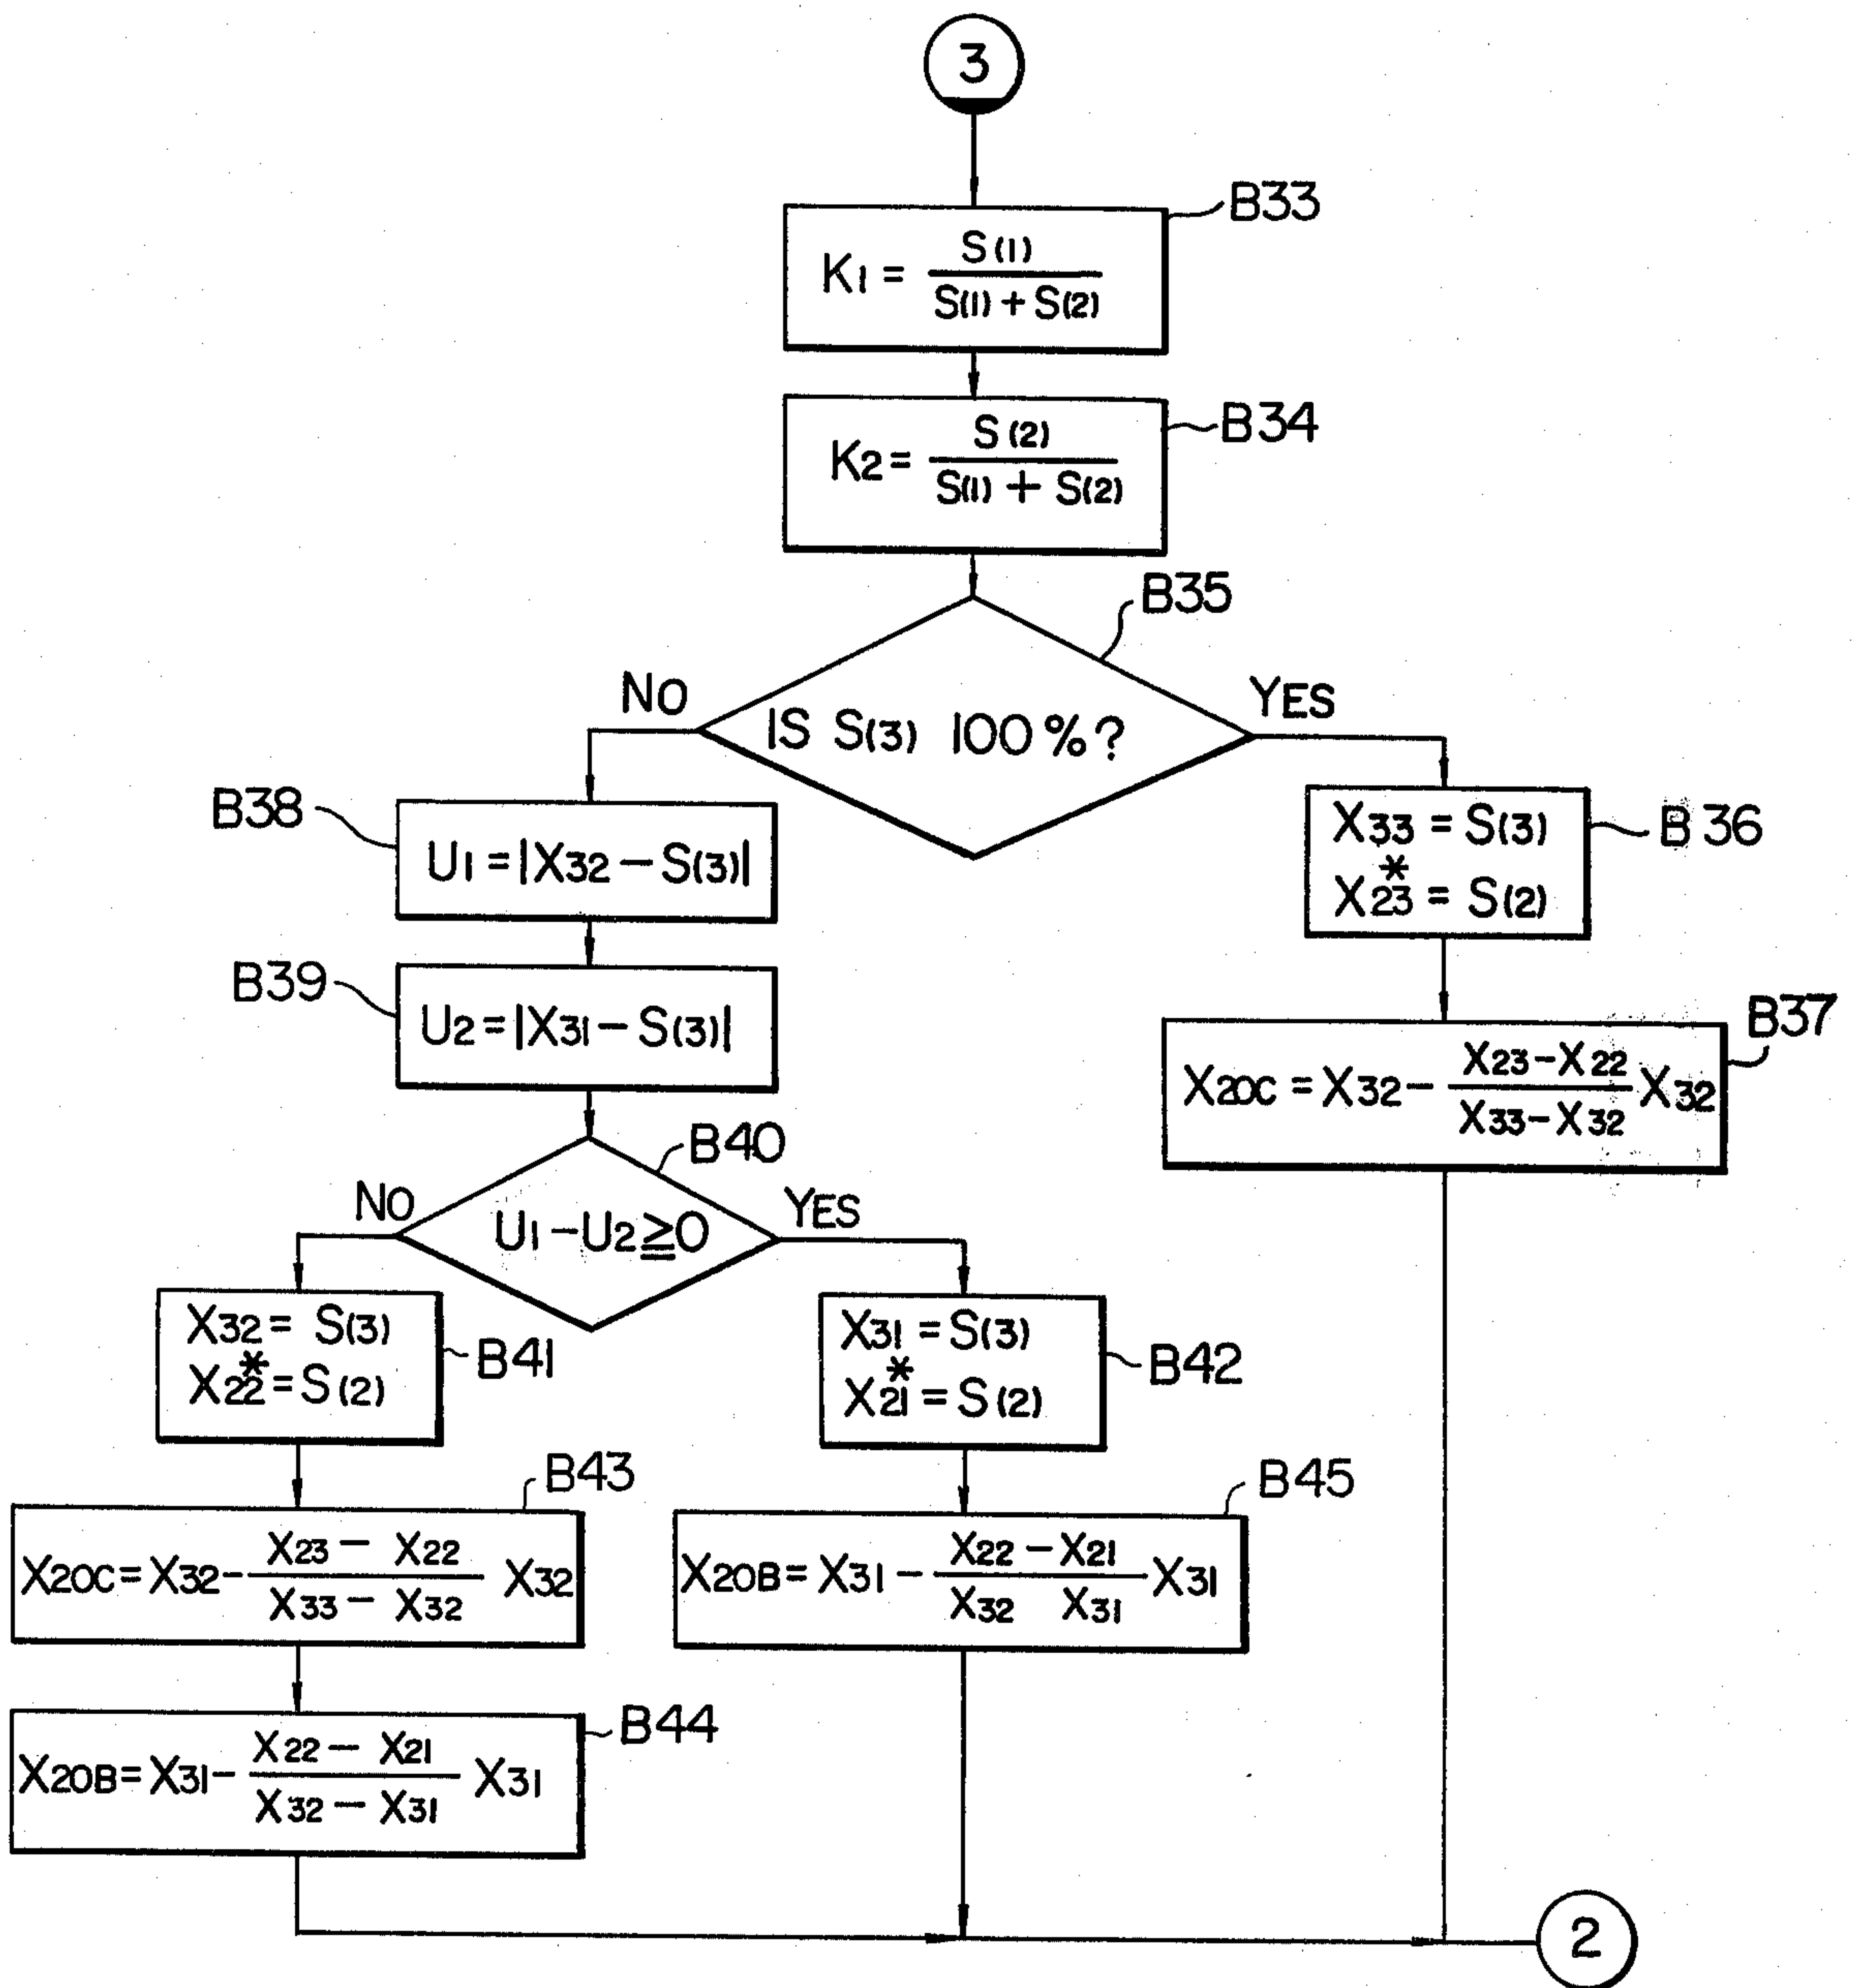 3
B33
K1 = S(1) / S(1) + S(2)
B34
K2 = S(2) / S(1) + S(2)
B35
IS S(3) 100%?
NO
YES
B38
U1 = |X32 - S(3)|
B36
X33 = S(3)
X23* = S(2)
B39
U2 = |X31 - S(3)|
B37
X20C = X32 - X23 - X22 / X33 - X32 X32
B40
U1 - U2 ≧ 0
NO
YES
B41
X32 = S(3)
X22* = S(2)
B42
X31 = S(3)
X21* = S(2)
B43
X20C = X32 - X23 - X22 / X33 - X32 X32
B45
X20B = X31 - X22 - X21 / X32 X31 X31
B44
X20B = X31 - X22 - X21 / X32 - X31 X31
2